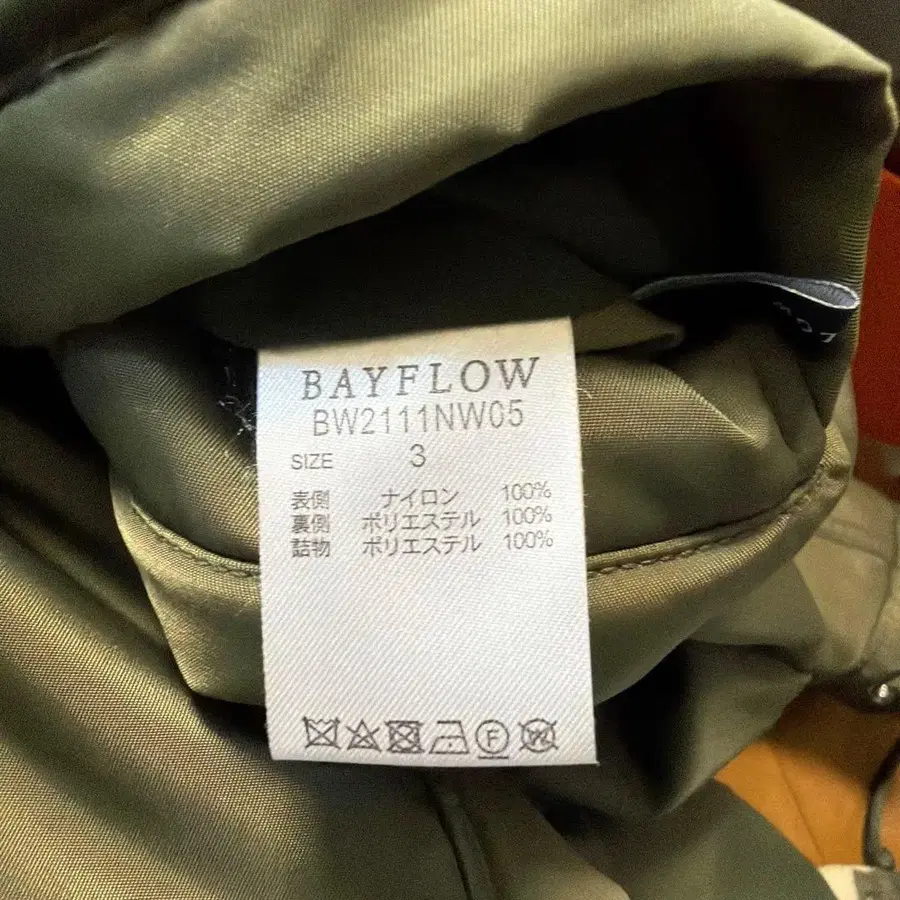 BAYFLOW
BW2111NW05
SIZE 3
表側 ナイロン 100%
裏側 ポリエステル 100%
詰物 ポリエステル 100%
F
W